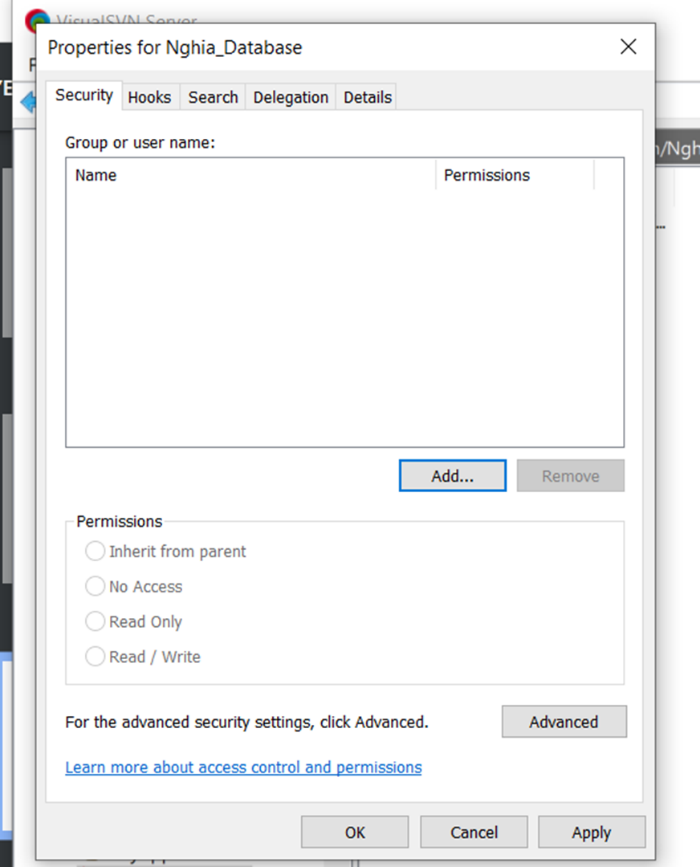 VisualSVN Server
Properties for Nghia_Database
Security Hooks Search Delegation Details
Group or user name:
Name Permissions
/Ngh
...
Add... Remove
Permissions
Inherit from parent
No Access
Read Only
Read / Write
For the advanced security settings, click Advanced. Advanced
Learn more about access control and permissions
OK Cancel Apply